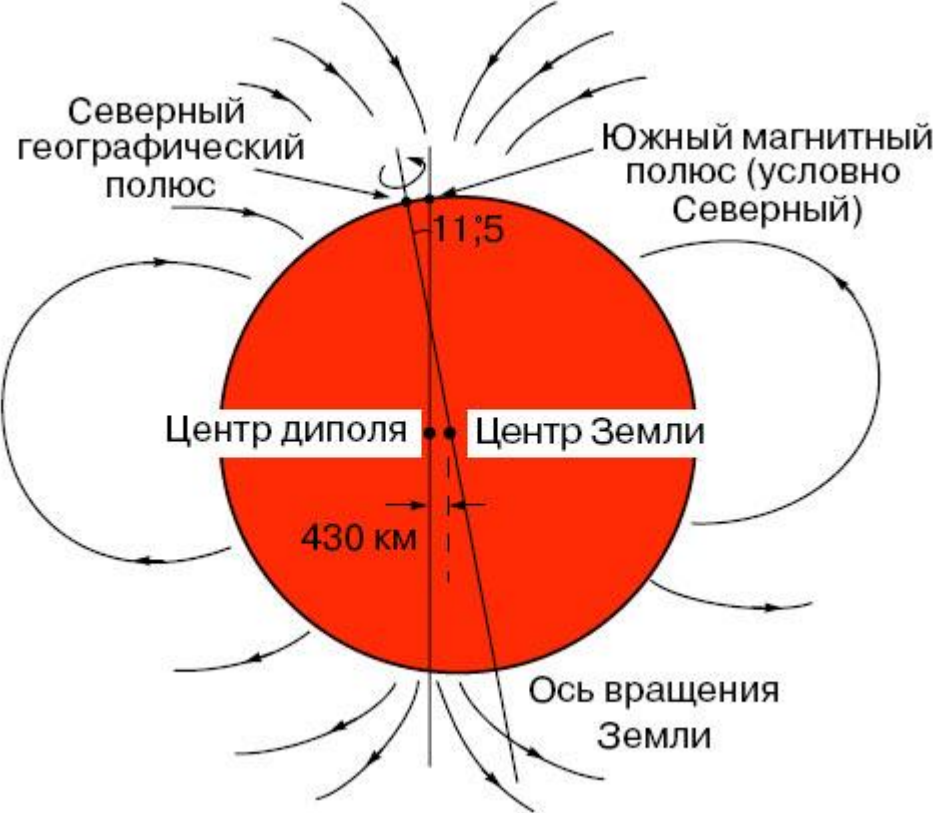 Северный
географический
полюс
Южный магнитный
полюс (условно
Северный)
11°,5
Центр диполя
Центр Земли
430 км
Ось вращения
Земли